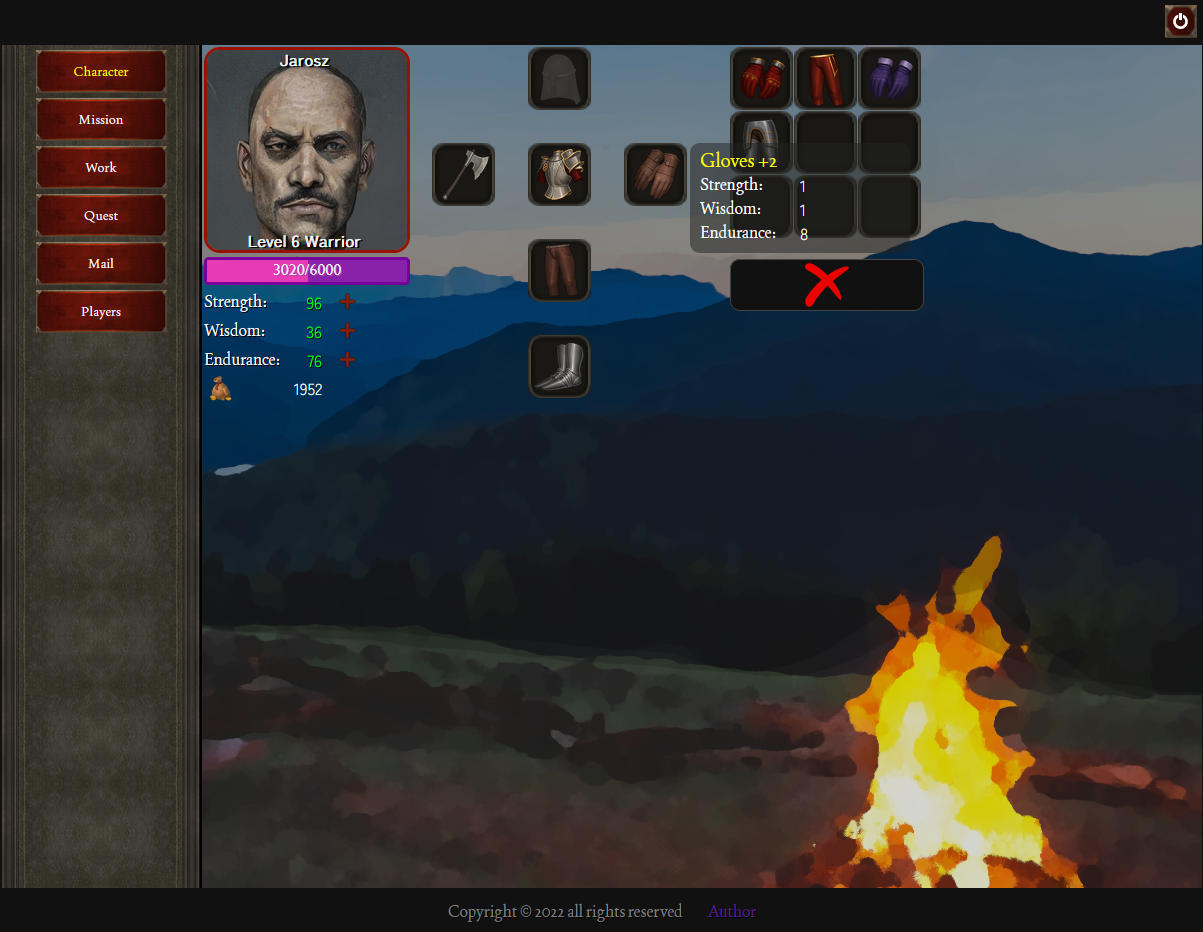 Character
Mission
Work
Quest
Mail
Players
Jarosz
Level 6 Warrior
3020/6000
Strength: 96
Wisdom: 36
Endurance: 76
1952
Gloves +2
Strength: 1
Wisdom: 1
Endurance: 8
Copyright © 2022 all rights reserved Author